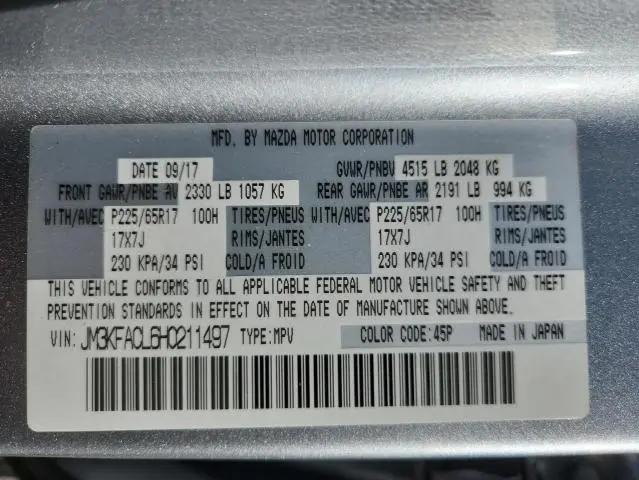 MFD. BY MAZDA MOTOR CORPORATION
DATE 09/17 GVWR/PNBV 4515 LB 2048 KG
FRONT GAWR/PNBE AV 2330 LB 1057 KG REAR GAWR/PNBE AR 2191 LB 994 KG
WITH/AVEC P225/65R17 100H TIRES/PNEUS WITH/AVEC P225/65R17 100H TIRES/PNEUS
17X7J RIMS/JANTES 17X7J RIMS/JANTES
230 KPA/34 PSI COLD/A FROID 230 KPA/34 PSI COLD/A FROID
THIS VEHICLE CONFORMS TO ALL APPLICABLE FEDERAL MOTOR VEHICLE SAFETY AND THEFT
PREVENTION STANDARDS IN EFFECT ON THE DATE OF MANUFACTURE SHOWN ABOVE.
VIN: JM3KFACL6H0211497 TYPE:MPV COLOR CODE:45P MADE IN JAPAN